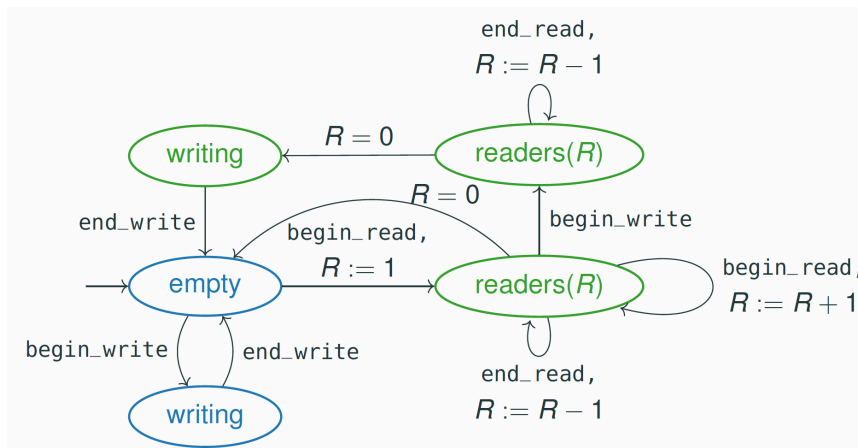 end_read,
R := R − 1
writing
R = 0
readers(R)
end_write
R = 0
begin_write
begin_read,
R := 1
empty
readers(R)
begin_read,
R := R + 1
begin_write
end_write
end_read,
R := R − 1
writing